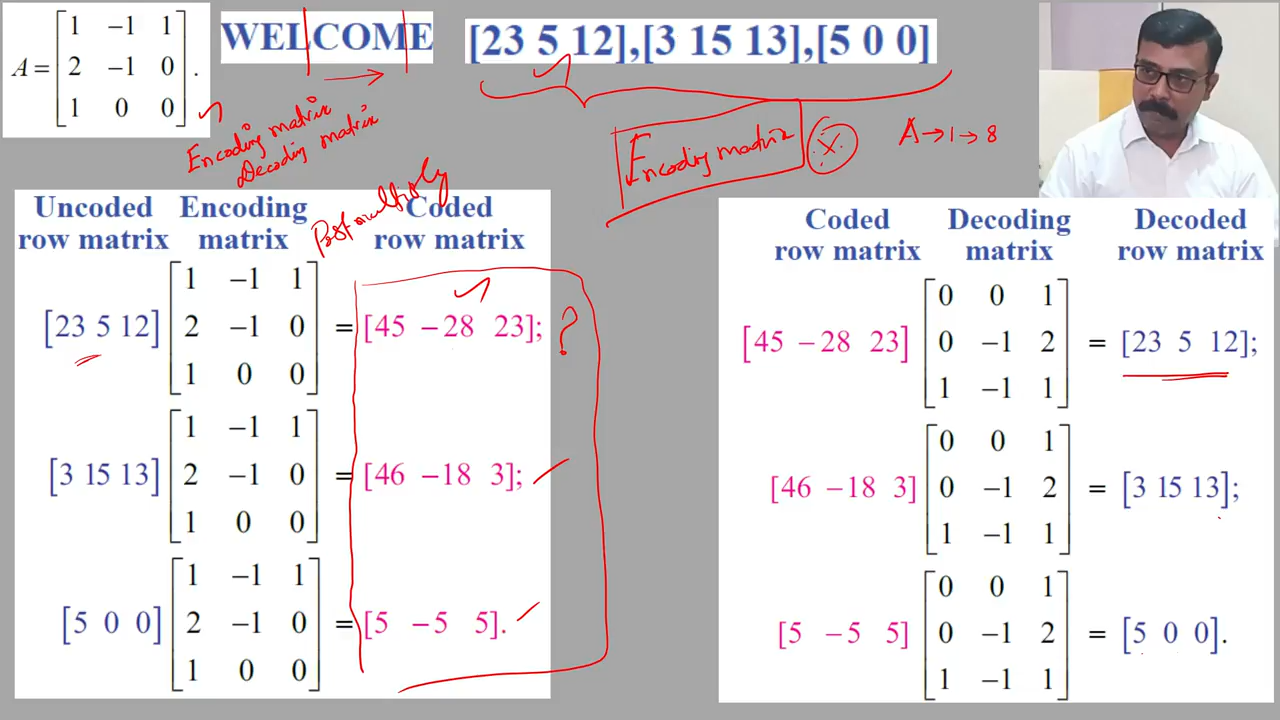 A = [1 −1 1
2 −1 0
1 0 0].
WELCOME
[23 5 12],[3 15 13],[5 0 0]
Encoding matrix
Decoding matrix
Encoding matrix
X
A → 1 → 8
Post multiply
Uncoded row matrix
Encoding matrix
Coded row matrix
[23 5 12] [1 −1 1
2 −1 0
1 0 0] = [45 −28 23]; ?
[3 15 13] [1 −1 1
2 −1 0
1 0 0] = [46 −18 3];
[5 0 0] [1 −1 1
2 −1 0
1 0 0] = [5 −5 5].
Coded row matrix
Decoding matrix
Decoded row matrix
[45 −28 23] [0 0 1
0 −1 2
1 −1 1] = [23 5 12];
[46 −18 3] [0 0 1
0 −1 2
1 −1 1] = [3 15 13];
[5 −5 5] [0 0 1
0 −1 2
1 −1 1] = [5 0 0].